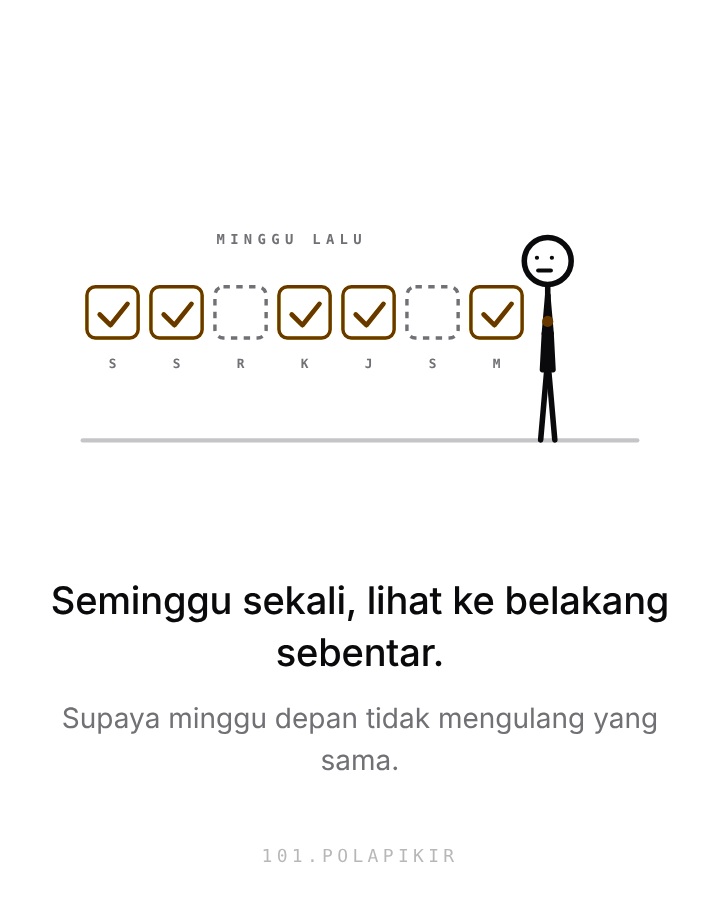 MINGGU LALU
S S R K J S M
Seminggu sekali, lihat ke belakang
sebentar.
Supaya minggu depan tidak mengulang yang
sama.
101.POLAPIKIR